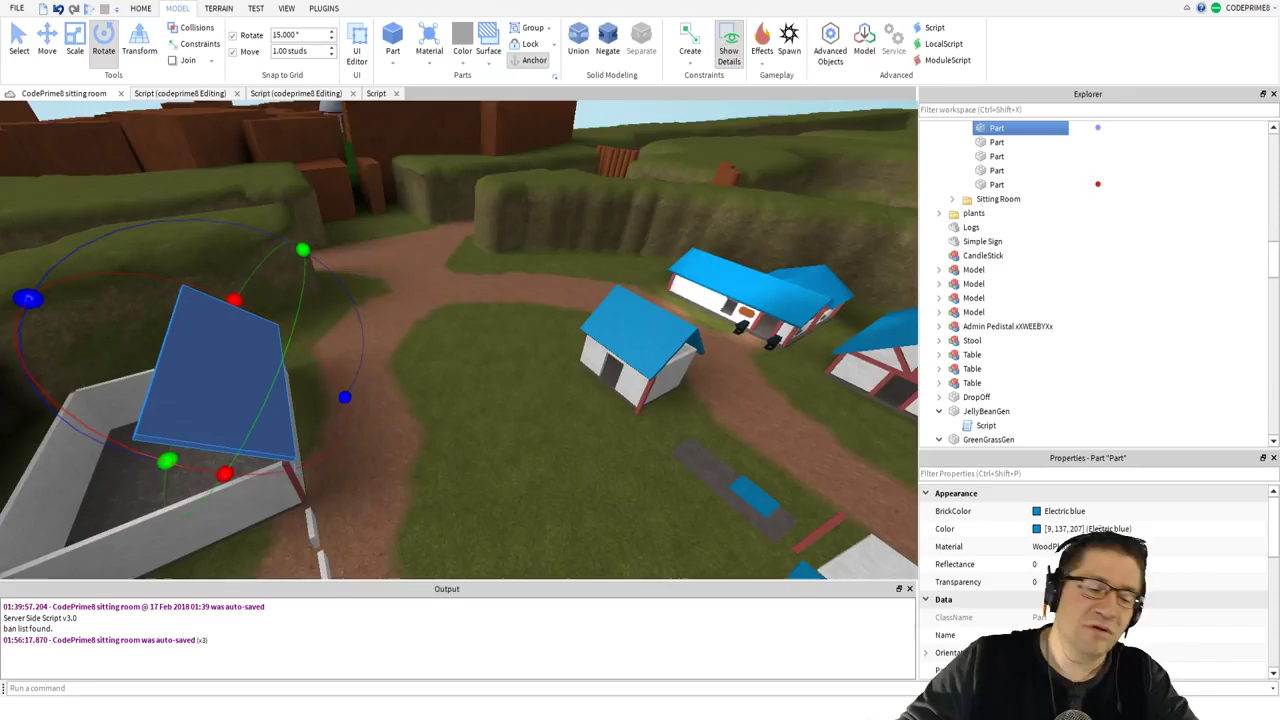 FILE HOME MODEL TERRAIN TEST VIEW PLUGINS CODEPRIME8
Select Move Scale Rotate Transform
Collisions
Constraints
Join
Tools
Rotate 15.000°
Move 1.00 studs
Snap to Grid
UI Editor
UI
Part Material Color Surface
Group
Lock
Anchor
Parts
Union Negate Separate
Solid Modeling
Create Show Details
Constraints
Effects Spawn
Gameplay
Advanced Objects Model Service
Script
LocalScript
ModuleScript
Advanced
CodePrime8 sitting room Script (codeprime8 Editing) Script (codeprime8 Editing) Script
Explorer
Filter workspace (Ctrl+Shift+X)
Part
Part
Part
Part
Part
Sitting Room
plants
Logs
Simple Sign
CandleStick
Model
Model
Model
Model
Admin Pedistal xXWEEBYXx
Stool
Table
Table
Table
DropOff
JellyBeanGen
Script
GreenGrassGen
Properties - Part "Part"
Filter Properties (Ctrl+Shift+P)
Appearance
BrickColor Electric blue
Color [9, 137, 207] (Electric blue)
Material
Reflectance 0
Transparency 0
Data
ClassName
Name
Output
01:39:57.204 - CodePrime8 sitting room @ 17 Feb 2018 01:39 was auto-saved
Server Side Script v3.0
ban list found.
01:56:17.870 - CodePrime8 sitting room was auto-saved (x3)
Run a command